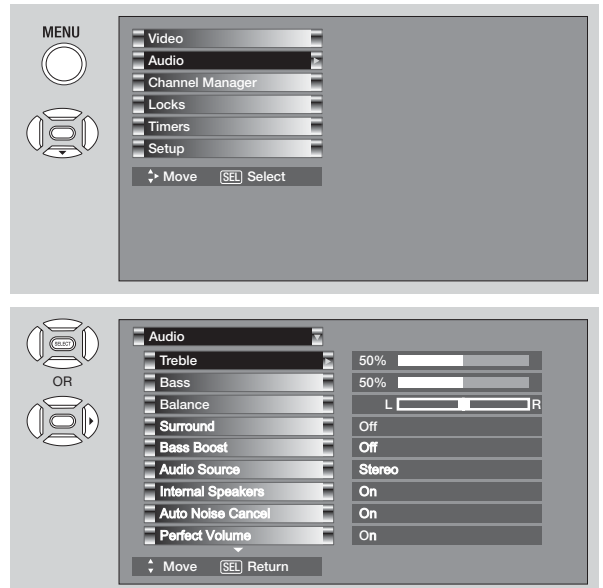 MENU
Video
Audio
Channel Manager
Locks
Timers
Setup
Move SEL Select
SELECT
OR
Audio
Treble 50%
Bass 50%
Balance L R
Surround Off
Bass Boost Off
Audio Source Stereo
Internal Speakers On
Auto Noise Cancel On
Perfect Volume On
Move SEL Return